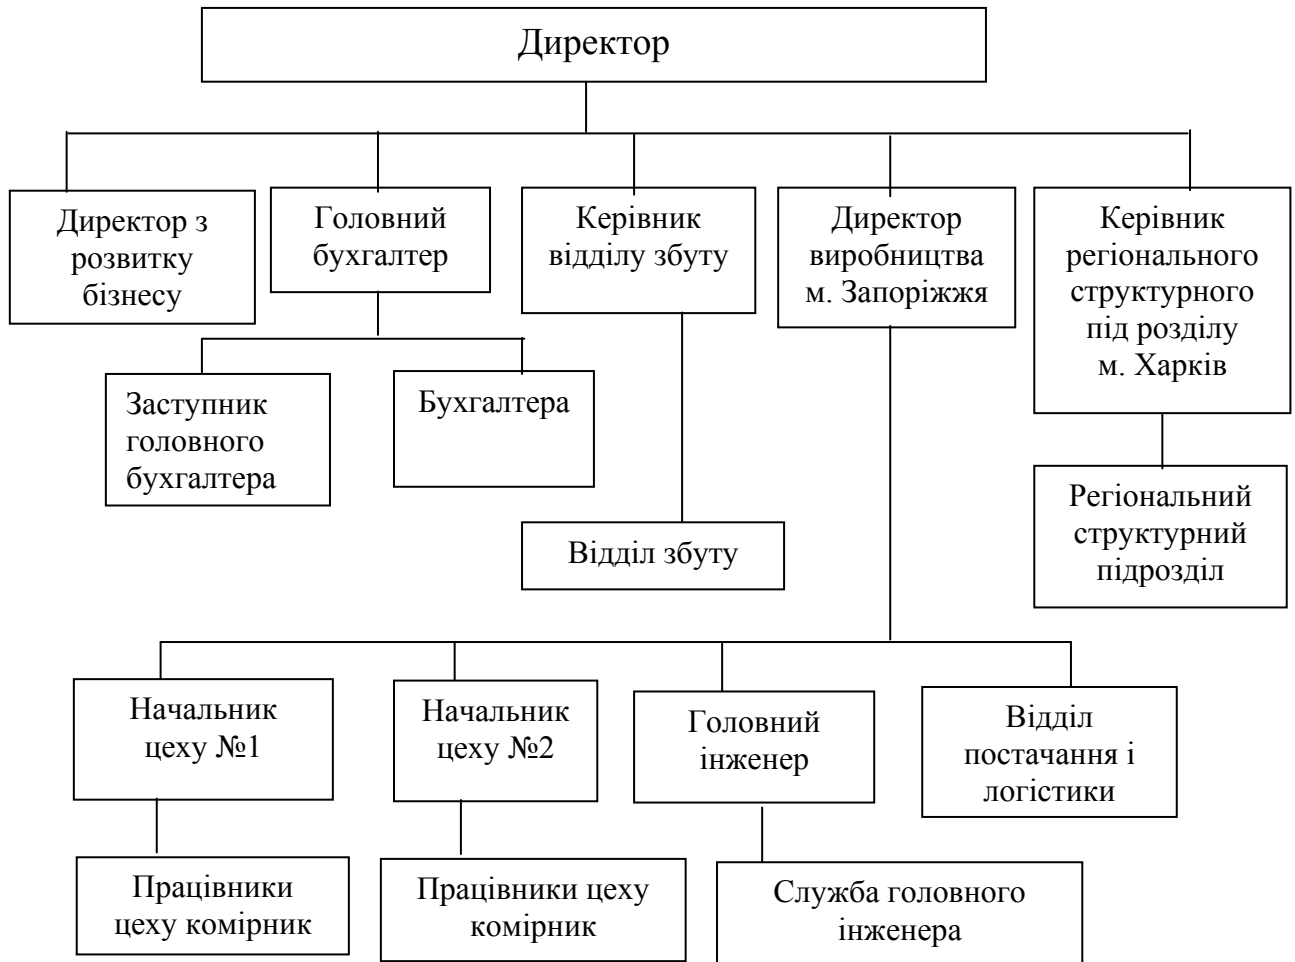 Директор
Директор з
розвитку
бізнесу
Головний
бухгалтер
Керівник
відділу збуту
Директор
виробництва
м. Запоріжжя
Керівник
регіонального
структурного
під розділу
м. Харків
Заступник
головного
бухгалтера
Бухгалтера
Відділ збуту
Регіональний
структурний
підрозділ
Начальник
цеху №1
Начальник
цеху №2
Головний
інженер
Відділ
постачання і
логістики
Працівники
цеху комірник
Працівники цеху
комірник
Служба головного
інженера